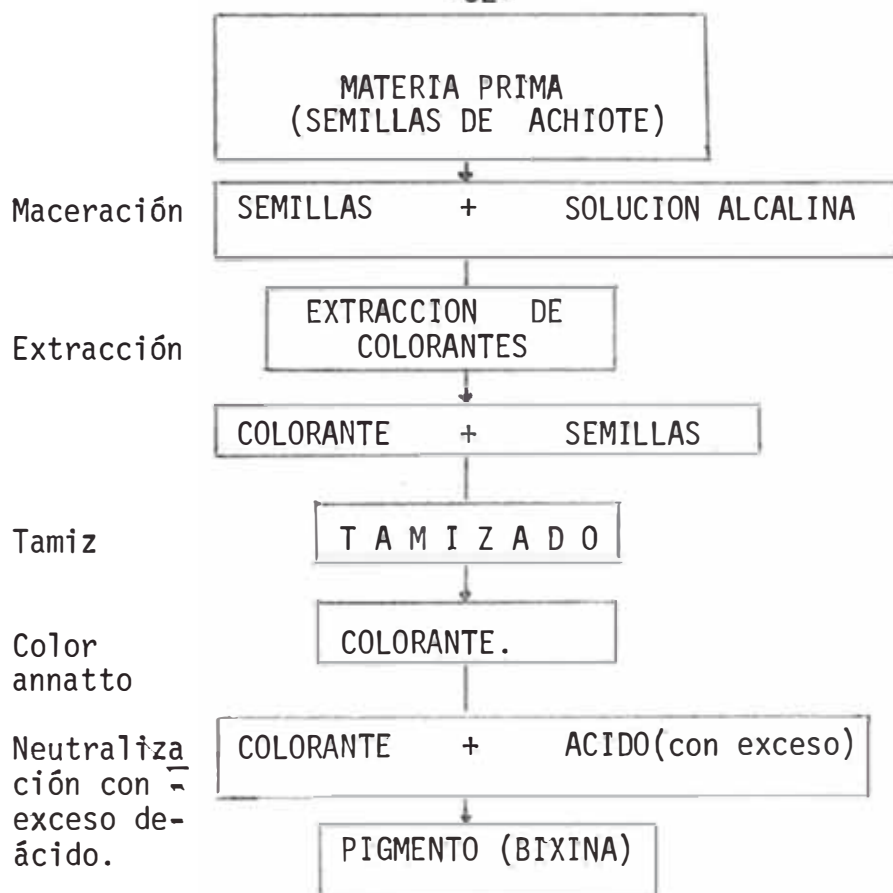 MATERIA PRIMA
(SEMILLAS DE ACHIOTE)
Maceración SEMILLAS + SOLUCION ALCALINA
EXTRACCION DE
Extracción COLORANTES
COLORANTE + SEMILLAS
Tamiz T A M I Z A D O
Color COLORANTE.
annatto
Neutraliza COLORANTE + ACIDO(con exceso)
ción con -
exceso de-
ácido. PIGMENTO (BIXINA)